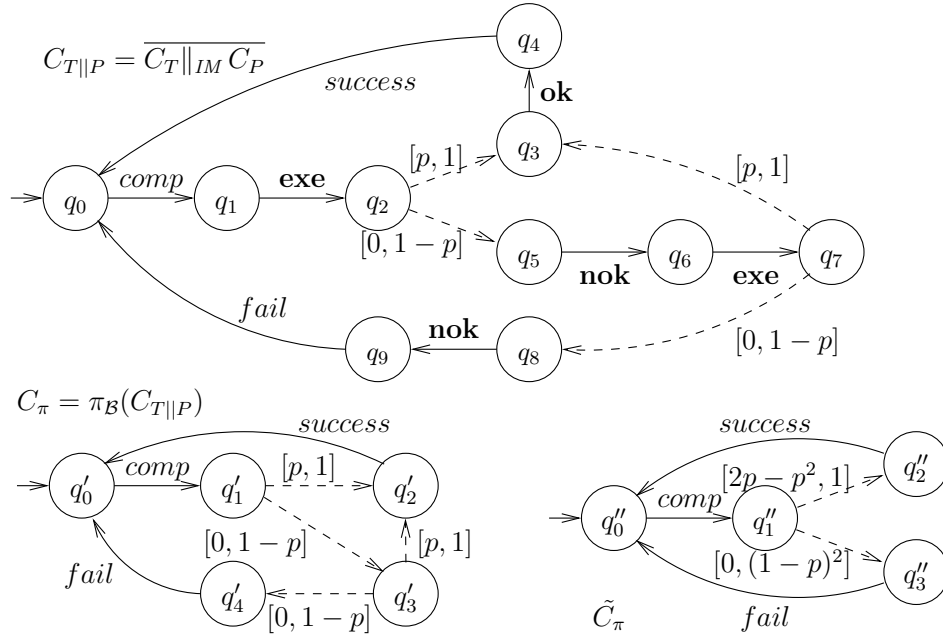 q₄
C_{T||P} = \overline{C_T ||_{IM} C_P}
success
ok
[p, 1]
q₃
[p, 1]
q₀
comp
q₁
exe
q₂
[0, 1 − p]
q₅
nok
q₆
exe
q₇
fail
nok
[0, 1 − p]
q₉
q₈
C_π = π_B(C_{T||P})
success
q′₀
comp
q′₁
[p, 1]
q′₂
[0, 1 − p]
[p, 1]
fail
q′₄
[0, 1 − p]
q′₃
success
q″₂
[2p − p², 1]
q″₀
comp
q″₁
[0, (1 − p)²]
q″₃
C̃_π
fail